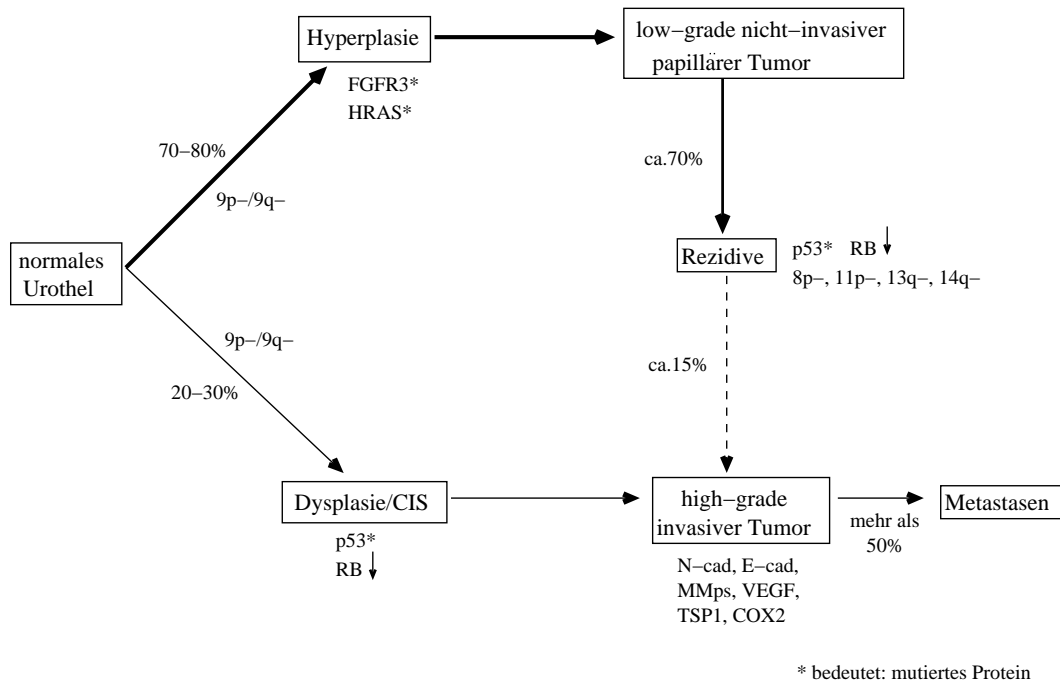 Hyperplasie
FGFR3*
HRAS*
low−grade nicht−invasiver
papillärer Tumor
70−80%
9p−/9q−
ca.70%
normales
Urothel
Rezidive
p53* RB ↓
8p−, 11p−, 13q−, 14q−
9p−/9q−
20−30%
ca.15%
Dysplasie/CIS
p53*
RB ↓
high−grade
invasiver Tumor
N−cad, E−cad,
MMps, VEGF,
TSP1, COX2
mehr als
50%
Metastasen
* bedeutet: mutiertes Protein